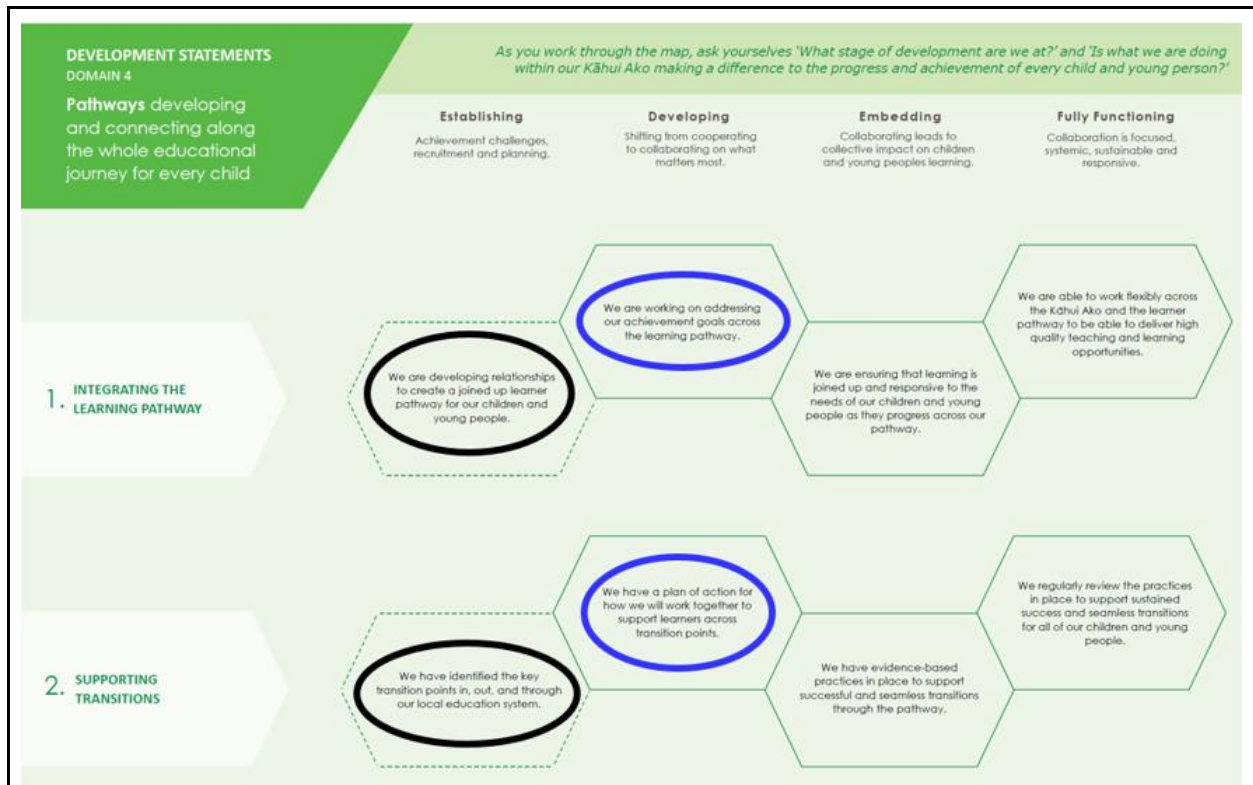 DEVELOPMENT STATEMENTS
DOMAIN 4
Pathways developing
and connecting along
the whole educational
journey for every child
As you work through the map, ask yourselves ‘What stage of development are we at?’ and ‘Is what we are doing
within our Kāhui Ako making a difference to the progress and achievement of every child and young person?’
Establishing
Achievement challenges,
recruitment and planning.
Developing
Shifting from cooperating
to collaborating on what
matters most.
Embedding
Collaborating leads to
collective impact on children
and young peoples learning.
Fully Functioning
Collaboration is focused,
systemic, sustainable and
responsive.
1. INTEGRATING THE
LEARNING PATHWAY
We are developing relationships
to create a joined up learner
pathway for our children and
young people.
We are working on addressing
our achievement goals across
the learning pathway.
We are ensuring that learning is
joined up and responsive to the
needs of our children and young
people as they progress across our
pathway.
We are able to work flexibly across
the Kāhui Ako and the learner
pathway to be able to deliver high
quality teaching and learning
opportunities.
2. SUPPORTING
TRANSITIONS
We have identified the key
transition points in, out, and through
our local education system.
We have a plan of action for
how we will work together to
support learners across
transition points.
We have evidence-based
practices in place to support
successful and seamless transitions
through the pathway.
We regularly review the practices
in place to support sustained
success and seamless transitions
for all of our children and young
people.